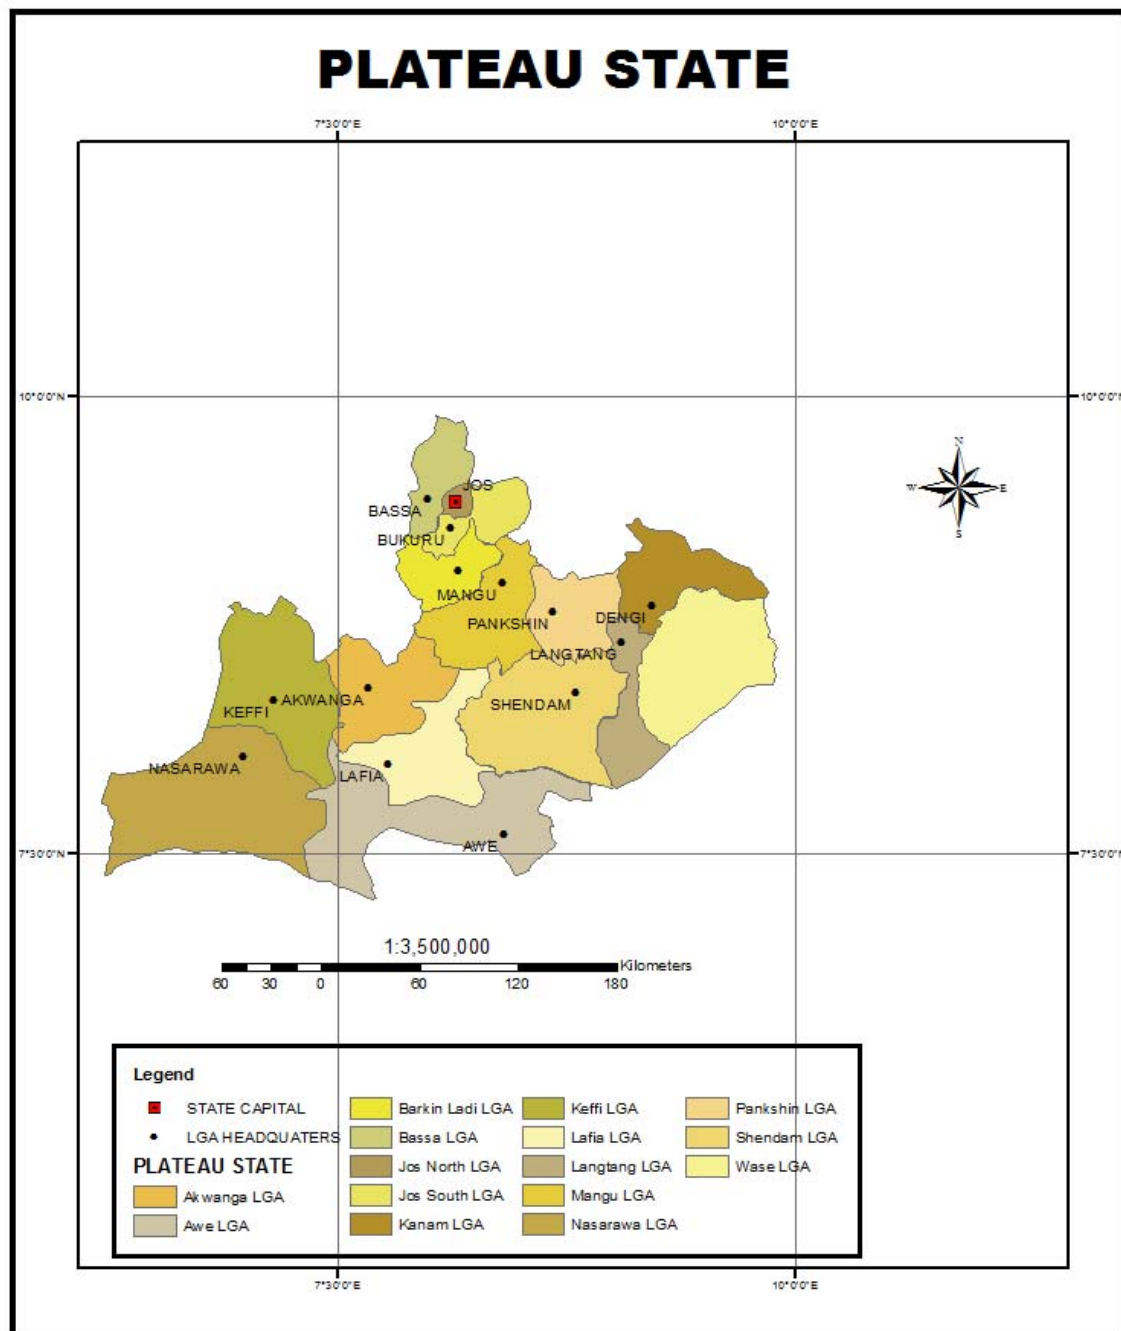 PLATEAU STATE
7°30'0"E
10°0'0"E
10°0'0"N
10°0'0"N
N
W
E
S
JOS
BASSA
BUKURU
MANGU
PANKSHIN
DENGI
LANGTANG
AKWANGA
SHENDAM
KEFFI
NASARAWA
LAFIA
AWE
7°30'0"N
7°30'0"N
1:3,500,000
Kilometers
60 30 0 60 120 180
Legend
STATE CAPITAL
LGA HEADQUATERS
PLATEAU STATE
Akwanga LGA
Awe LGA
Barkin Ladi LGA
Bassa LGA
Jos North LGA
Jos South LGA
Kanam LGA
Keffi LGA
Lafia LGA
Langtang LGA
Mangu LGA
Nasarawa LGA
Pankshin LGA
Shendam LGA
Wase LGA
7°30'0"E
10°0'0"E